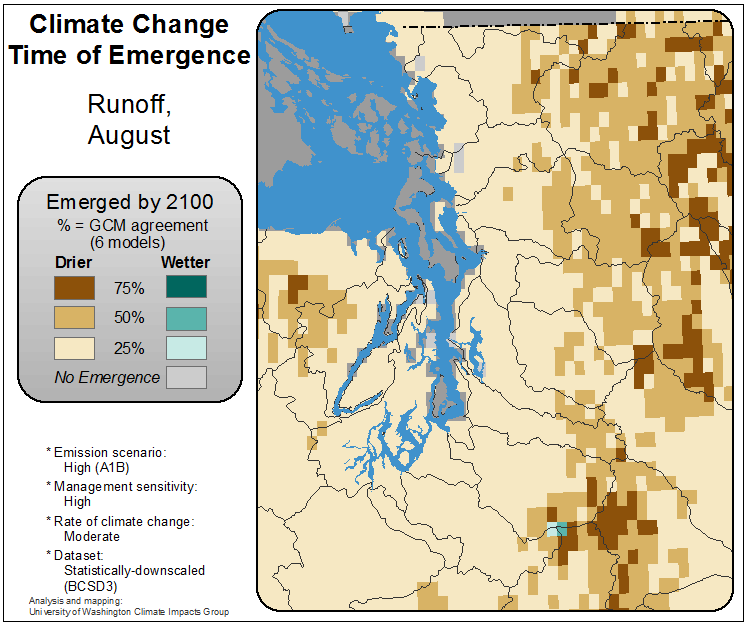 Climate Change
Time of Emergence
Runoff,
August
Emerged by 2100
% = GCM agreement
(6 models)
Drier Wetter
75%
50%
25%
No Emergence
* Emission scenario:
High (A1B)
* Management sensitivity:
High
* Rate of climate change:
Moderate
* Dataset:
Statistically-downscaled
(BCSD3)
Analysis and mapping:
University of Washington Climate Impacts Group